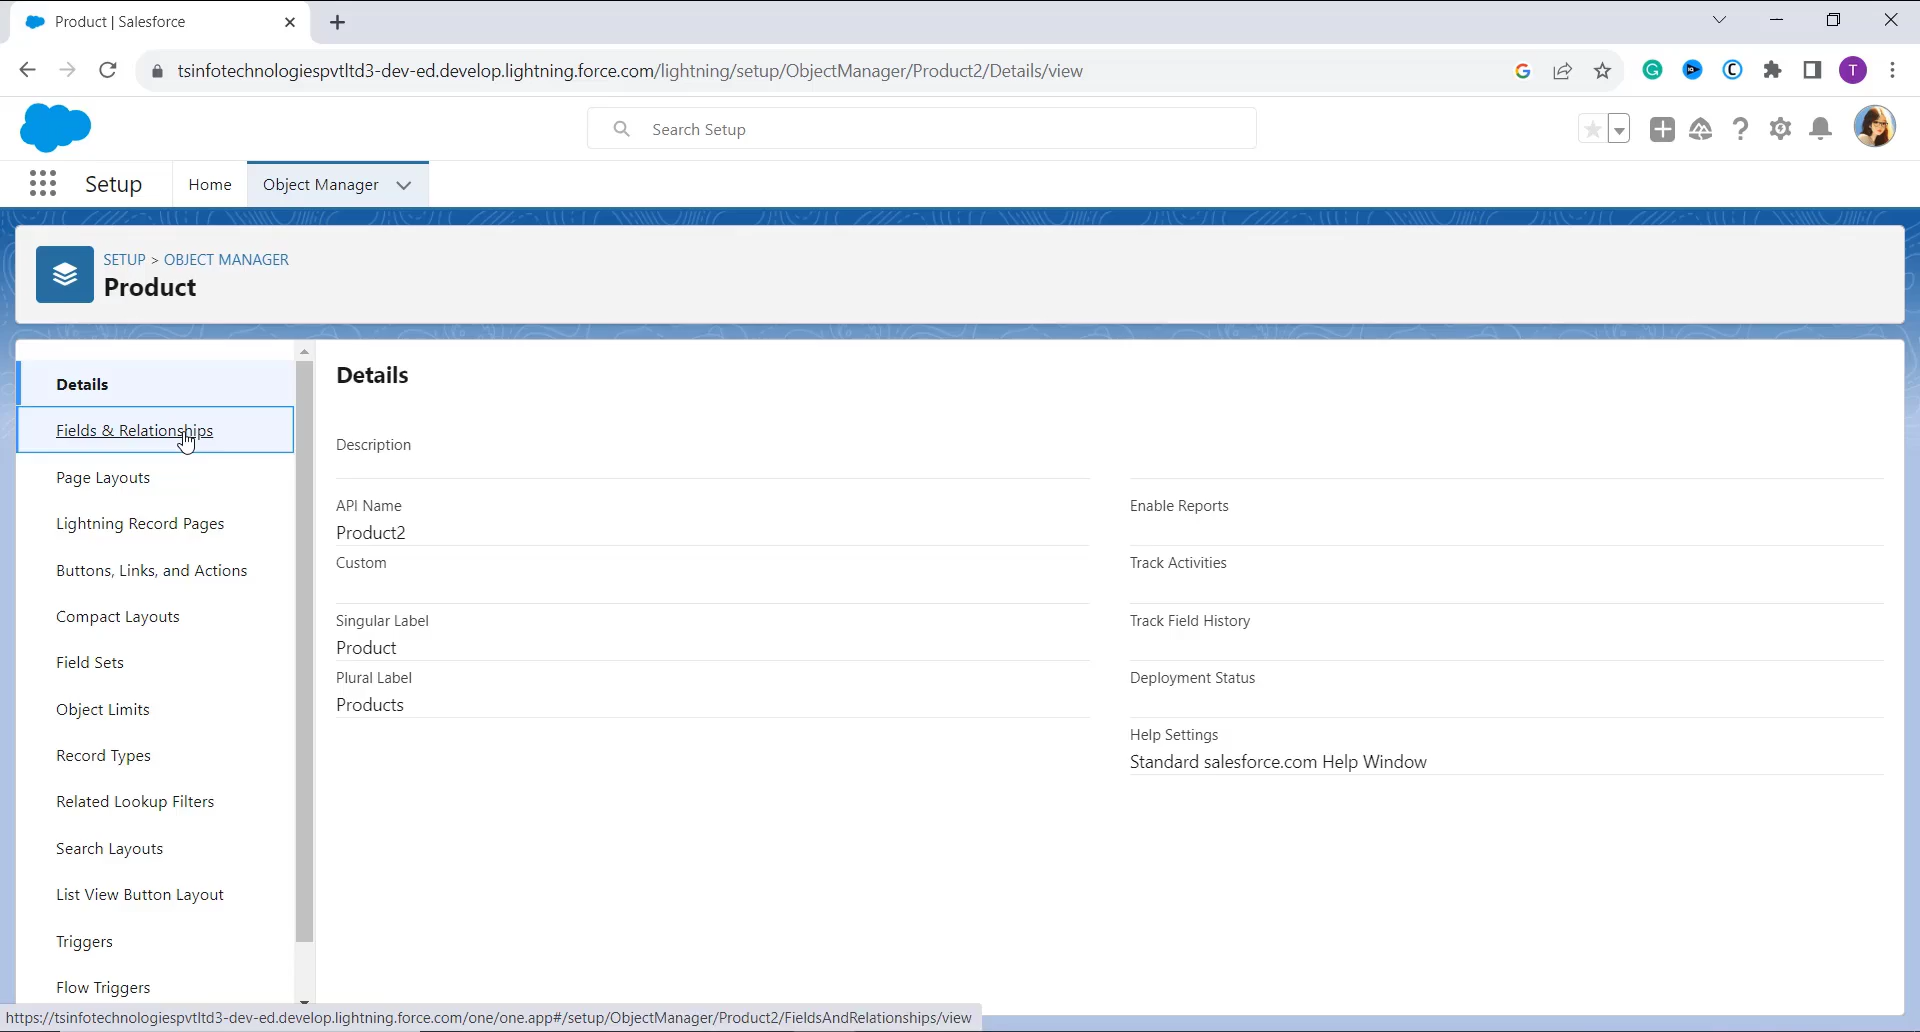 Product | Salesforce
tsinfotechnologiespvtltd3-dev-ed.develop.lightning.force.com/lightning/setup/ObjectManager/Product2/Details/view
T
Search Setup
Setup
Home
Object Manager
SETUP > OBJECT MANAGER
Product
Details
Fields & Relationships
Page Layouts
Lightning Record Pages
Buttons, Links, and Actions
Compact Layouts
Field Sets
Object Limits
Record Types
Related Lookup Filters
Search Layouts
List View Button Layout
Triggers
Flow Triggers
Details
Description
API Name
Product2
Custom
Singular Label
Product
Plural Label
Products
Enable Reports
Track Activities
Track Field History
Deployment Status
Help Settings
Standard salesforce.com Help Window
https://tsinfotechnologiespvtltd3-dev-ed.develop.lightning.force.com/one/one.app#/setup/ObjectManager/Product2/FieldsAndRelationships/view